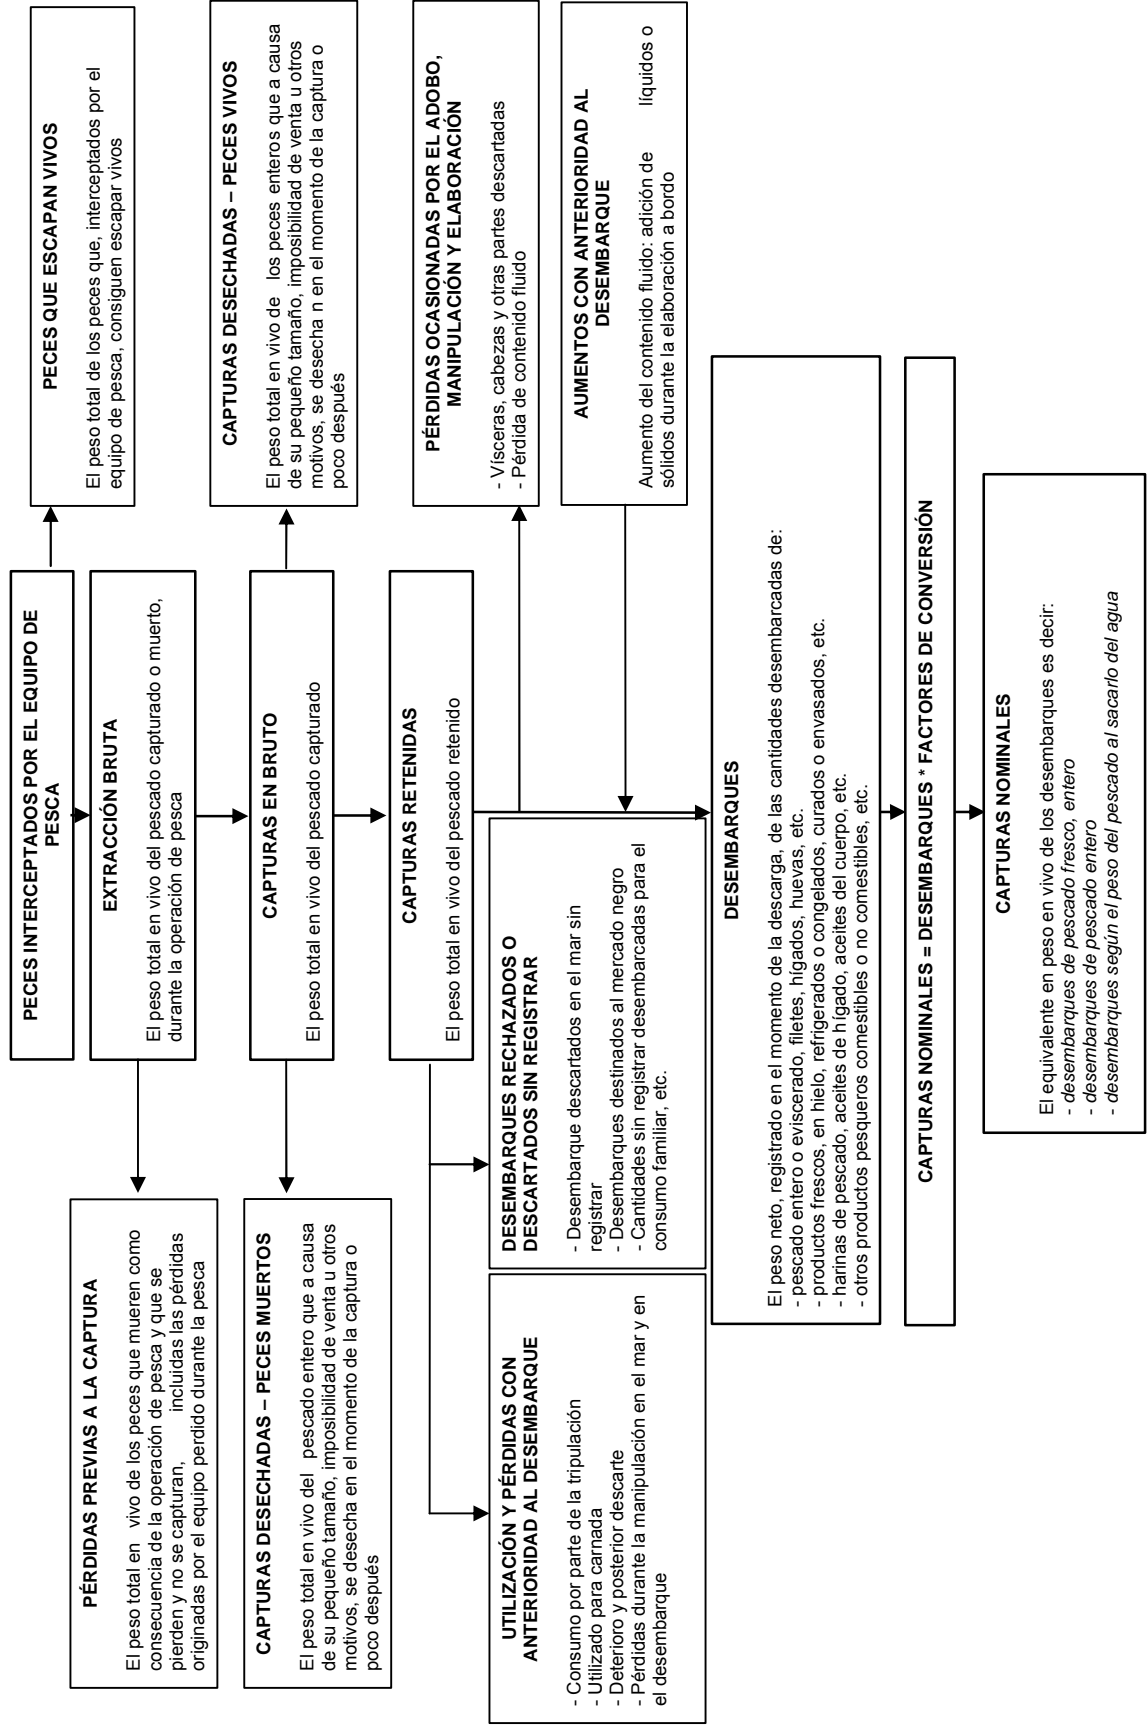 PECES INTERCEPTADOS POR EL EQUIPO DE
PESCA
PECES QUE ESCAPAN VIVOS
El peso total de los peces que, interceptados por el
equipo de pesca, consiguen escapar vivos
EXTRACCIÓN BRUTA
El peso total en vivo del pescado capturado o muerto,
durante la operación de pesca
PÉRDIDAS PREVIAS A LA CAPTURA
El peso total en vivo de los peces que mueren como
consecuencia de la operación de pesca y que se
pierden y no se capturan, incluidas las pérdidas
originadas por el equipo perdido durante la pesca
CAPTURAS EN BRUTO
El peso total en vivo del pescado capturado
CAPTURAS DESECHADAS – PECES VIVOS
El peso total en vivo de los peces enteros que a causa
de su pequeño tamaño, imposibilidad de venta u otros
motivos, se desecha n en el momento de la captura o
poco después
CAPTURAS DESECHADAS – PECES MUERTOS
El peso total en vivo del pescado entero que a causa
de su pequeño tamaño, imposibilidad de venta u otros
motivos, se desecha en el momento de la captura o
poco después
CAPTURAS RETENIDAS
El peso total en vivo del pescado retenido
PÉRDIDAS OCASIONADAS POR EL ADOBO,
MANIPULACIÓN Y ELABORACIÓN
- Vísceras, cabezas y otras partes descartadas
- Pérdida de contenido fluido
UTILIZACIÓN Y PÉRDIDAS CON
ANTERIORIDAD AL DESEMBARQUE
- Consumo por parte de la tripulación
- Utilizado para carnada
- Deterioro y posterior descarte
- Pérdidas durante la manipulación en el mar y en
el desembarque
DESEMBARQUES RECHAZADOS O
DESCARTADOS SIN REGISTRAR
- Desembarque descartados en el mar sin
registrar
- Desembarques destinados al mercado negro
- Cantidades sin registrar desembarcadas para el
consumo familiar, etc.
AUMENTOS CON ANTERIORIDAD AL
DESEMBARQUE
Aumento del contenido fluido: adición de líquidos o
sólidos durante la elaboración a bordo
DESEMBARQUES
El peso neto, registrado en el momento de la descarga, de las cantidades desembarcadas de:
- pescado entero o eviscerado, filetes, hígados, huevas, etc.
- productos frescos, en hielo, refrigerados o congelados, curados o envasados, etc.
- harinas de pescado, aceites de hígado, aceites del cuerpo, etc.
- otros productos pesqueros comestibles o no comestibles, etc.
CAPTURAS NOMINALES = DESEMBARQUES * FACTORES DE CONVERSIÓN
CAPTURAS NOMINALES
El equivalente en peso en vivo de los desembarques es decir:
- desembarques de pescado fresco, entero
- desembarques de pescado entero
- desembarques según el peso del pescado al sacarlo del agua